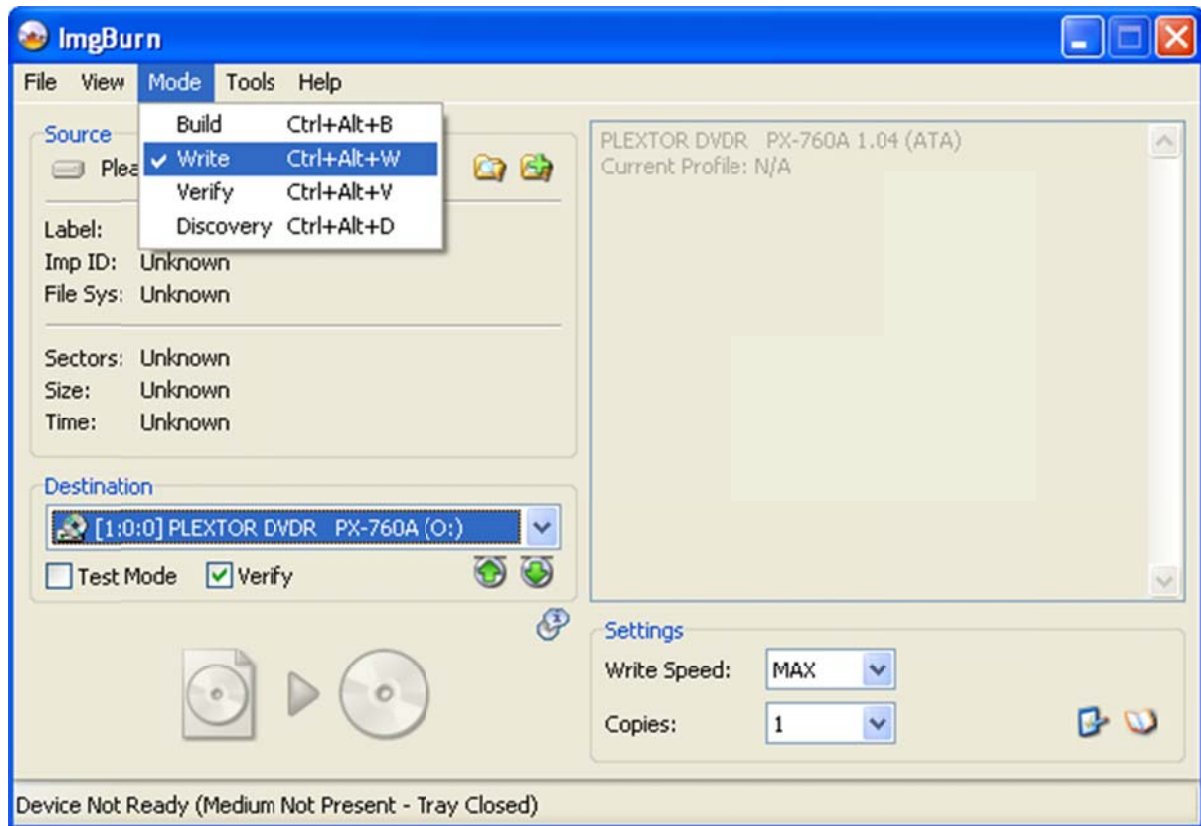 ImgBurn
File View Mode Tools Help
Build Ctrl+Alt+B
Write Ctrl+Alt+W
Verify Ctrl+Alt+V
Discovery Ctrl+Alt+D
Source
Plea
Label:
Imp ID: Unknown
File Sys: Unknown
Sectors: Unknown
Size: Unknown
Time: Unknown
Destination
[1:0:0] PLEXTOR DVDR PX-760A (O:)
Test Mode Verify
PLEXTOR DVDR PX-760A 1.04 (ATA)
Current Profile: N/A
Settings
Write Speed: MAX
Copies: 1
Device Not Ready (Medium Not Present - Tray Closed)